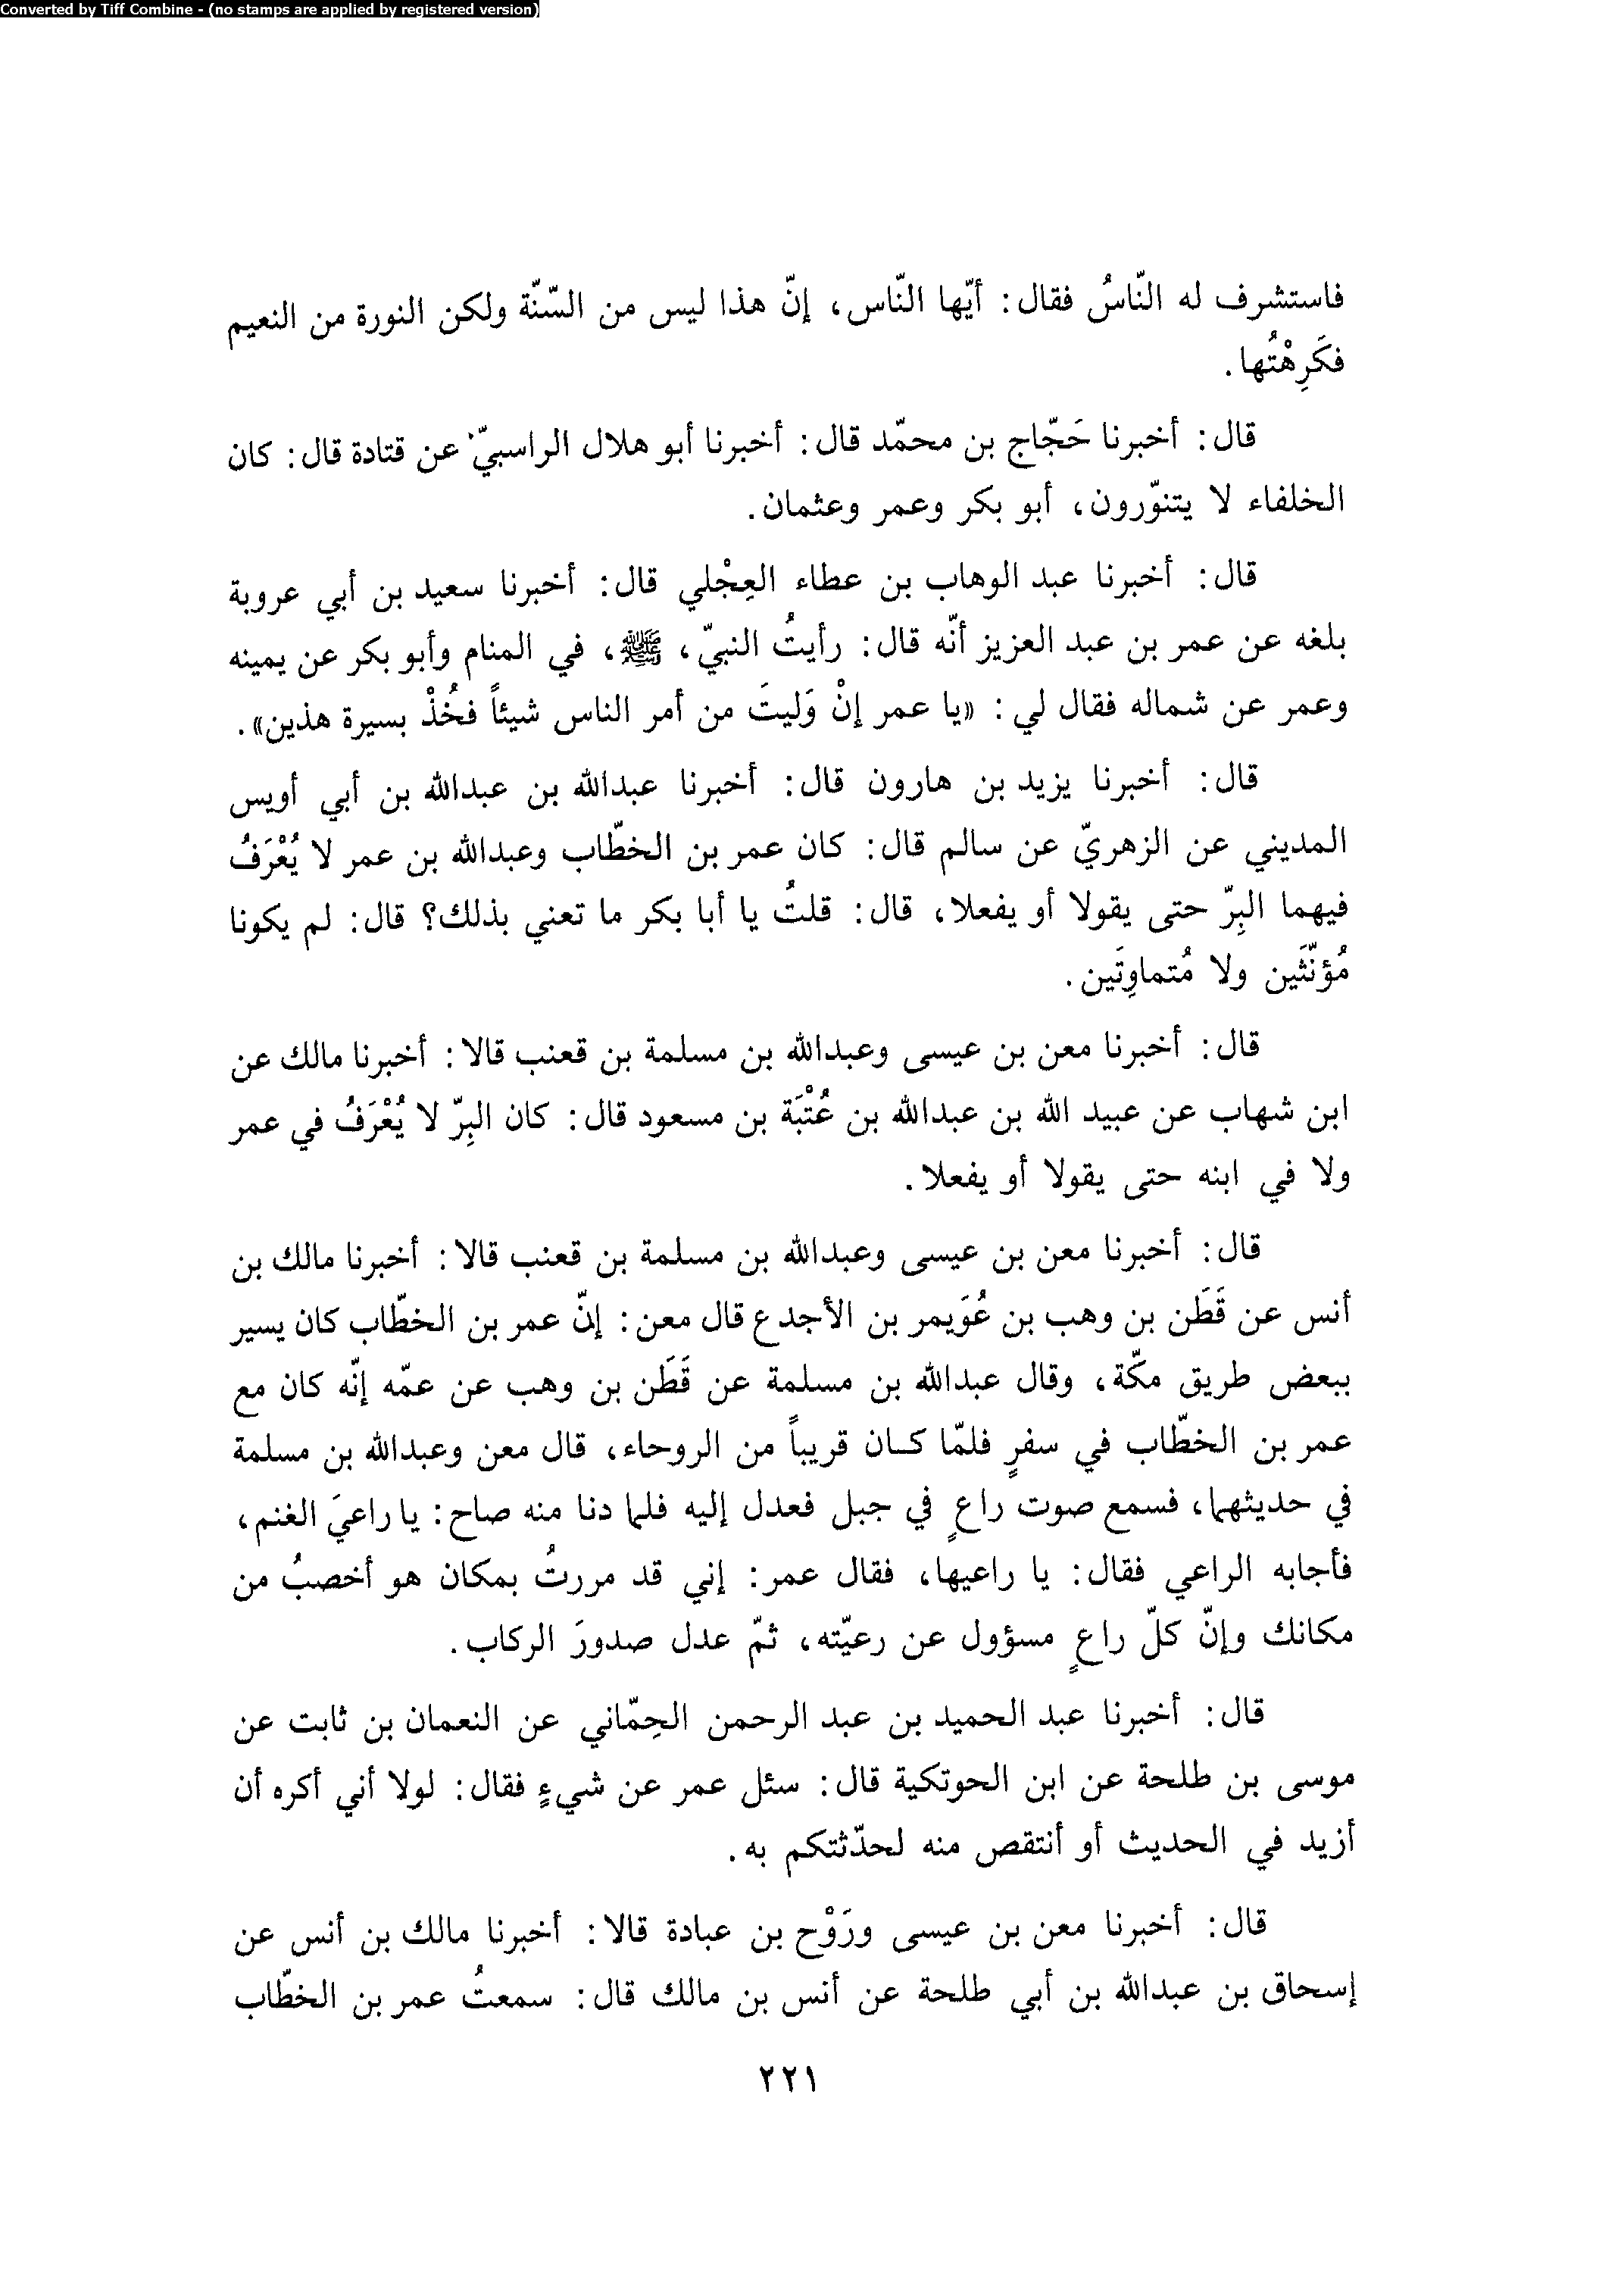 Converted by Tiff Combine - (no stamps are applied by registered version)
فاستشرف له النّاسُ فقال: أيّها النّاس، إنّ هذا ليس من السّنّة ولكن النورة من النعيم
فكَرِهْتُها.
قال: أخبرنا حَجّاج بن محمّد قال: أخبرنا أبو هلال الراسبيّ عن قتادة قال: كان
الخلفاء لا يتنوّرون، أبو بكر وعمر وعثمان.
قال: أخبرنا عبد الوهاب بن عطاء العِجْلي قال: أخبرنا سعيد بن أبي عروبة
بلغه عن عمر بن عبد العزيز أنّه قال: رأيتُ النبيّ، ﷺ، في المنام وأبو بكر عن يمينه
وعمر عن شماله فقال لي: «يا عمر إنْ وَليتَ من أمر الناس شيئاً فخُذْ بسيرة هذين».
قال: أخبرنا يزيد بن هارون قال: أخبرنا عبدالله بن عبدالله بن أبي أويس
المديني عن الزهريّ عن سالم قال: كان عمر بن الخطّاب وعبدالله بن عمر لا يُعْرَفُ
فيهما البِرّ حتى يقولا أو يفعلا، قال: قلتُ يا أبا بكر ما تعني بذلك؟ قال: لم يكونا
مُؤنّثَين ولا مُتماوِتَين.
قال: أخبرنا معن بن عيسى وعبدالله بن مسلمة بن قعنب قالا: أخبرنا مالك عن
ابن شهاب عن عبيد الله بن عبدالله بن عُتْبَة بن مسعود قال: كان البِرّ لا يُعْرَفُ في عمر
ولا في ابنه حتى يقولا أو يفعلا.
قال: أخبرنا معن بن عيسى وعبدالله بن مسلمة بن قعنب قالا: أخبرنا مالك بن
أنس عن قَطَن بن وهب بن عُوَيمر بن الأجدع قال معن: إنّ عمر بن الخطّاب كان يسير
ببعض طريق مكّة، وقال عبدالله بن مسلمة عن قَطَن بن وهب عن عمّه إنّه كان مع
عمر بن الخطّاب في سفرٍ فلمّا كــان قريباً من الروحاء، قال معن وعبدالله بن مسلمة
في حديثهما، فسمع صوت راعٍ في جبل فعدل إليه فلما دنا منه صاح: يا راعيَ الغنم،
فأجابه الراعي فقال: يا راعيها، فقال عمر: إني قد مررتُ بمكان هو أخصبُ من
مكانك وإنّ كلّ راعٍ مسؤول عن رعيّته، ثمّ عدل صدورَ الركاب.
قال: أخبرنا عبد الحميد بن عبد الرحمن الحِمّاني عن النعمان بن ثابت عن
موسى بن طلحة عن ابن الحوتكية قال: سئل عمر عن شيءٍ فقال: لولا أني أكره أن
أزيد في الحديث أو أنتقص منه لحدّثتكم به.
قال: أخبرنا معن بن عيسى ورَوْح بن عبادة قالا: أخبرنا مالك بن أنس عن
إسحاق بن عبدالله بن أبي طلحة عن أنس بن مالك قال: سمعتُ عمر بن الخطّاب
٢٢١